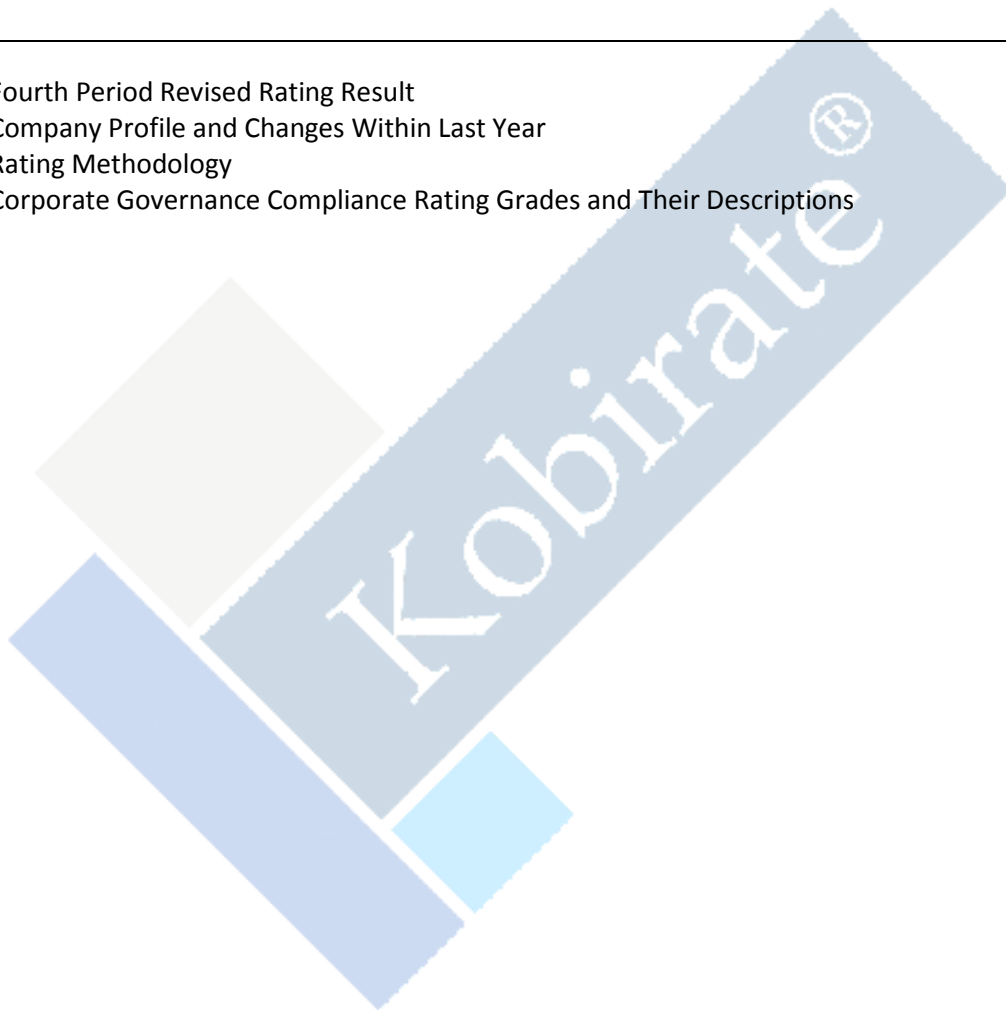 Fourth Period Revised Rating Result
Company Profile and Changes Within Last Year
Rating Methodology
Corporate Governance Compliance Rating Grades and Their Descriptions
Kobirate ®